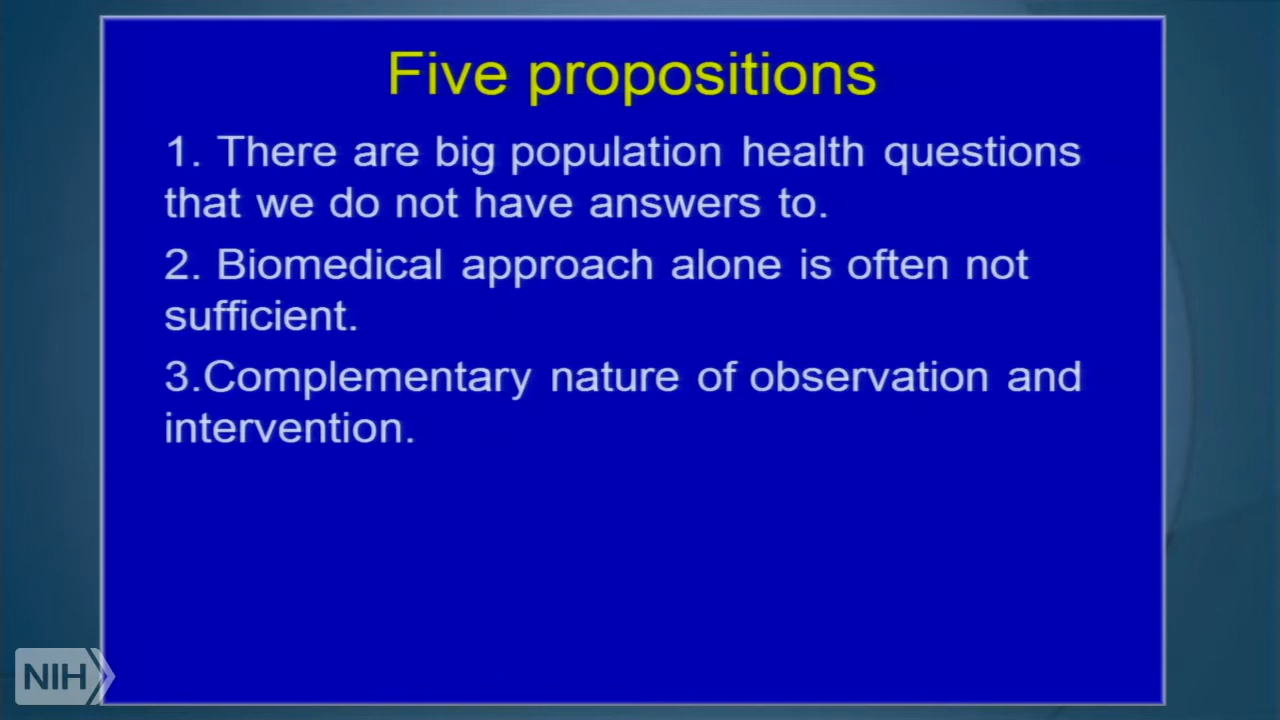 Five propositions
1. There are big population health questions
that we do not have answers to.
2. Biomedical approach alone is often not
sufficient.
3.Complementary nature of observation and
intervention.
NIH